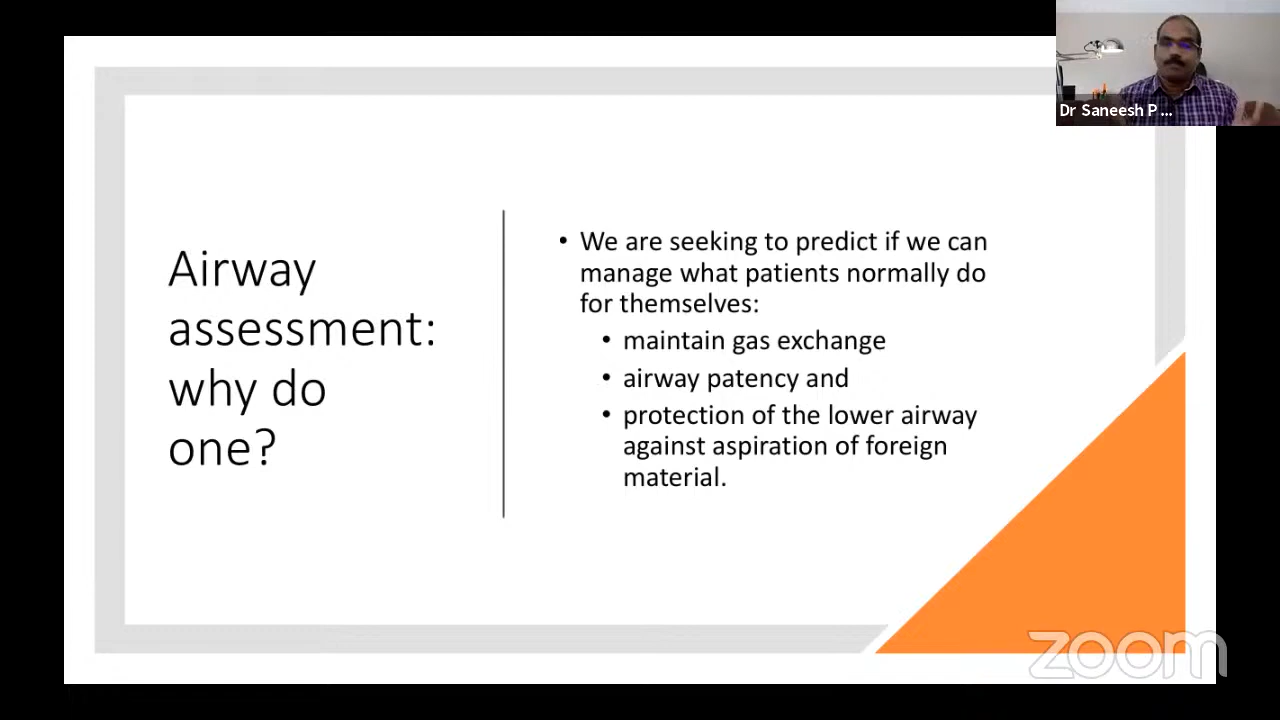 Dr Saneesh P ...
Airway
assessment:
why do
one?
• We are seeking to predict if we can
manage what patients normally do
for themselves:
• maintain gas exchange
• airway patency and
• protection of the lower airway
against aspiration of foreign
material.
zoom